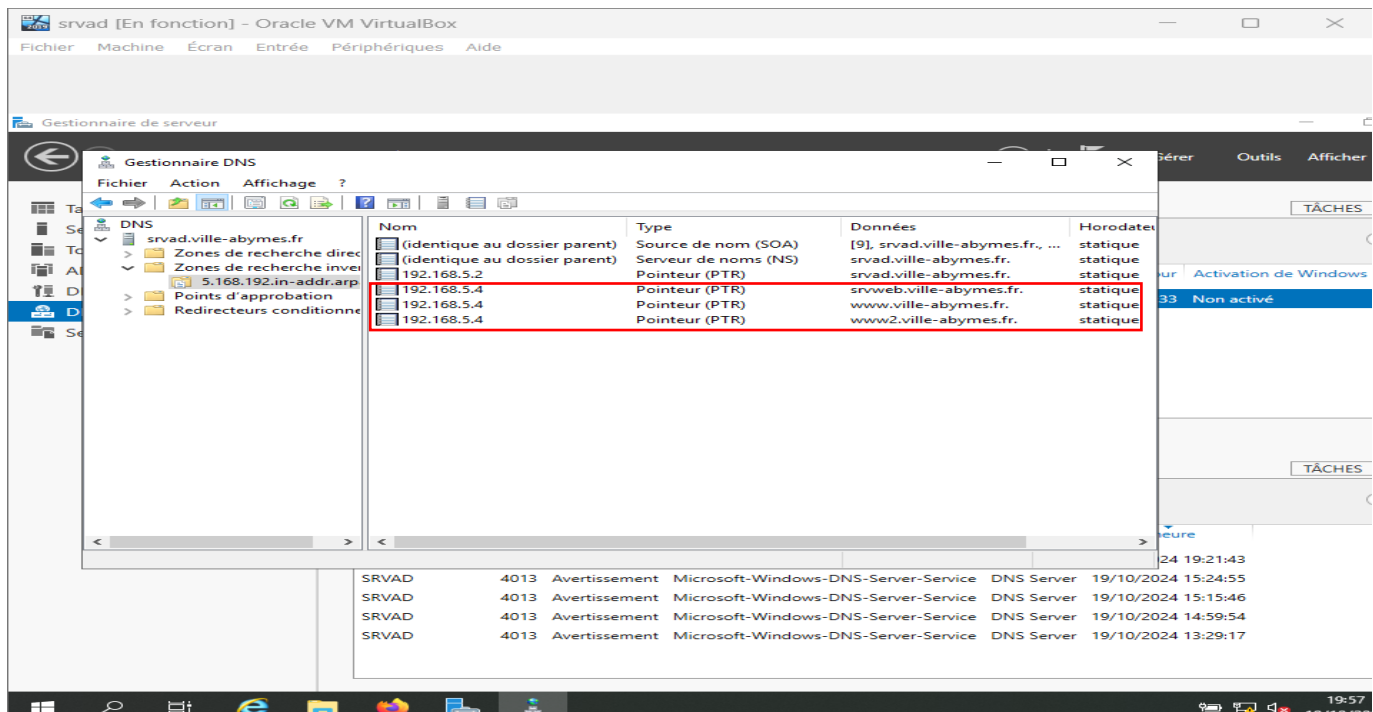 srvad [En fonction] - Oracle VM VirtualBox
Fichier Machine Écran Entrée Périphériques Aide
Gestionnaire de serveur
Gérer Outils Afficher
Gestionnaire DNS
Fichier Action Affichage ?
TÂCHES
DNS
srvad.ville-abymes.fr
Zones de recherche direc
Zones de recherche inver
5.168.192.in-addr.arp
Points d'approbation
Redirecteurs conditionne
Nom Type Données Horodate
(identique au dossier parent) Source de nom (SOA) [9], srvad.ville-abymes.fr., ... statique
(identique au dossier parent) Serveur de noms (NS) srvad.ville-abymes.fr. statique
192.168.5.2 Pointeur (PTR) srvad.ville-abymes.fr. statique
192.168.5.4 Pointeur (PTR) srvweb.ville-abymes.fr. statique
192.168.5.4 Pointeur (PTR) www.ville-abymes.fr. statique
192.168.5.4 Pointeur (PTR) www2.ville-abymes.fr. statique
ur Activation de Windows
33 Non activé
TÂCHES
eure
24 19:21:43
SRVAD 4013 Avertissement Microsoft-Windows-DNS-Server-Service DNS Server 19/10/2024 15:24:55
SRVAD 4013 Avertissement Microsoft-Windows-DNS-Server-Service DNS Server 19/10/2024 15:15:46
SRVAD 4013 Avertissement Microsoft-Windows-DNS-Server-Service DNS Server 19/10/2024 14:59:54
SRVAD 4013 Avertissement Microsoft-Windows-DNS-Server-Service DNS Server 19/10/2024 13:29:17
19:57